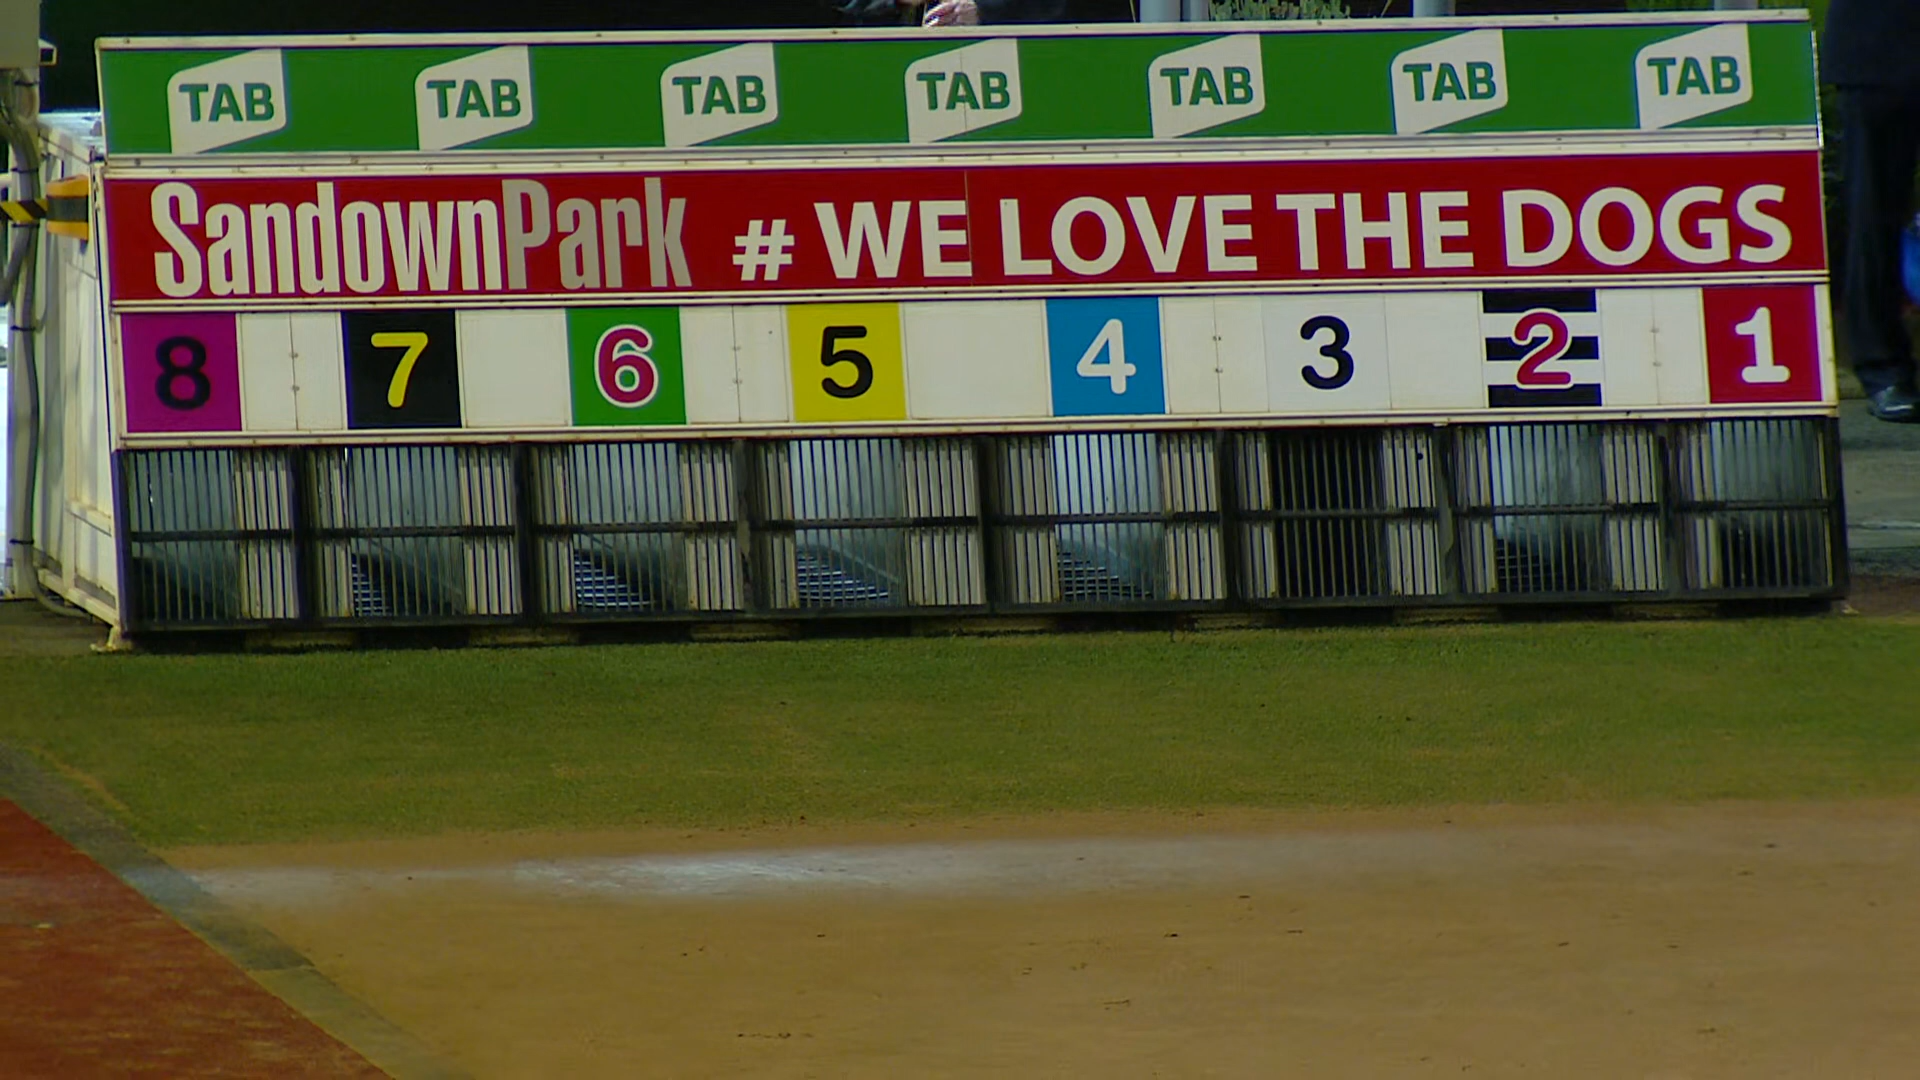 TAB TAB TAB TAB TAB TAB TAB
SandownPark # WE LOVE THE DOGS
8 7 6 5 4 3 2 1